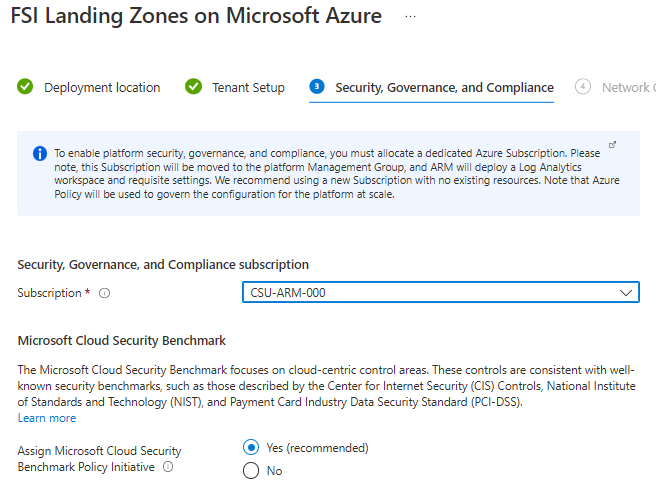 FSI Landing Zones on Microsoft Azure ...
Deployment location Tenant Setup 3 Security, Governance, and Compliance 4 Network
To enable platform security, governance, and compliance, you must allocate a dedicated Azure Subscription. Please
note, this Subscription will be moved to the platform Management Group, and ARM will deploy a Log Analytics
workspace and requisite settings. We recommend using a new Subscription with no existing resources. Note that Azure
Policy will be used to govern the configuration for the platform at scale.
Security, Governance, and Compliance subscription
Subscription * CSU-ARM-000
Microsoft Cloud Security Benchmark
The Microsoft Cloud Security Benchmark focuses on cloud-centric control areas. These controls are consistent with well-
known security benchmarks, such as those described by the Center for Internet Security (CIS) Controls, National Institute
of Standards and Technology (NIST), and Payment Card Industry Data Security Standard (PCI-DSS).
Learn more
Assign Microsoft Cloud Security Yes (recommended)
Benchmark Policy Initiative No